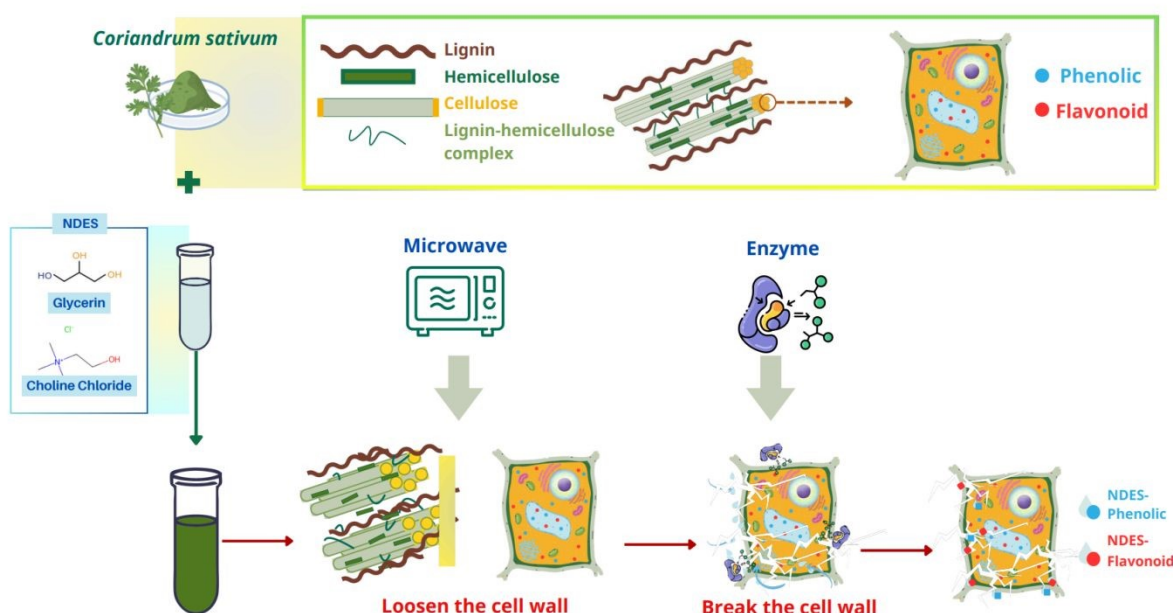 Coriandrum sativum
Lignin
Hemicellulose
Cellulose
Lignin-hemicellulose
complex
Phenolic
Flavonoid
NDES
OH
HO
OH
Glycerin
Cl⁻
N⁺
OH
Choline Chloride
Microwave
Enzyme
Loosen the cell wall
Break the cell wall
NDES-
Phenolic
NDES-
Flavonoid